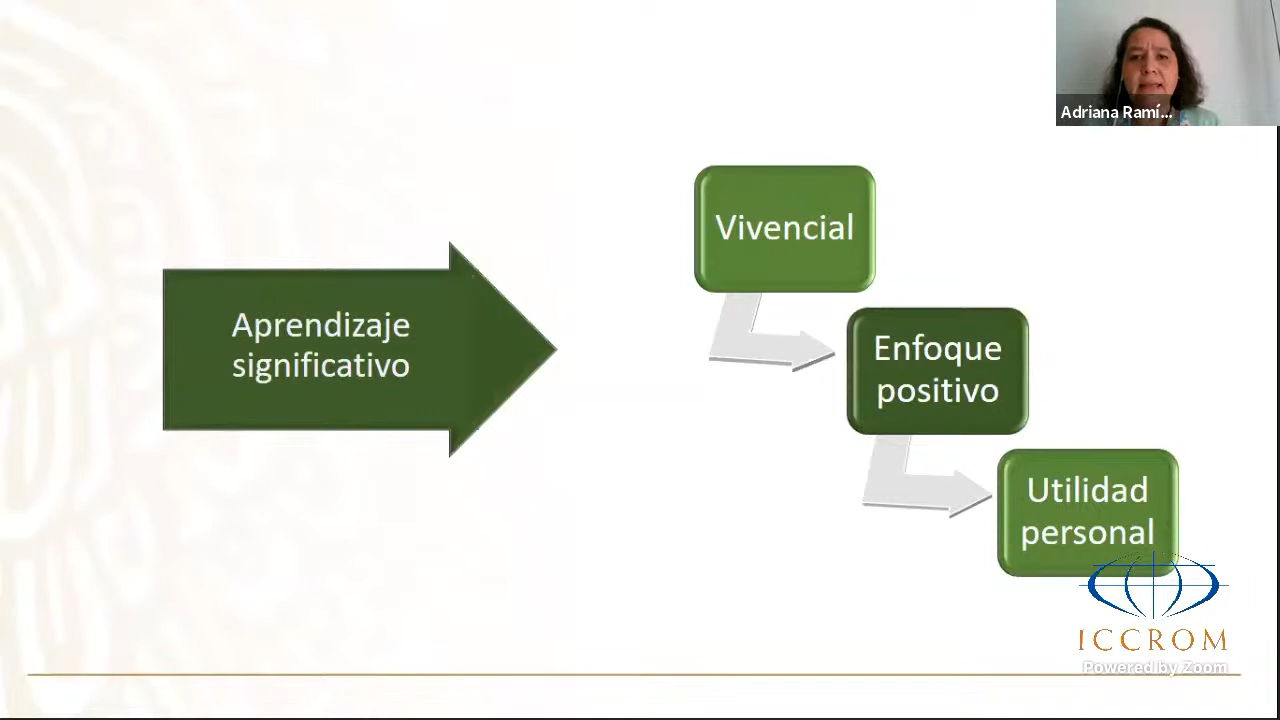 Adriana Ramí...
Vivencial
Aprendizaje
significativo
Enfoque
positivo
Utilidad
personal
ICCROM
Powered by Zoom